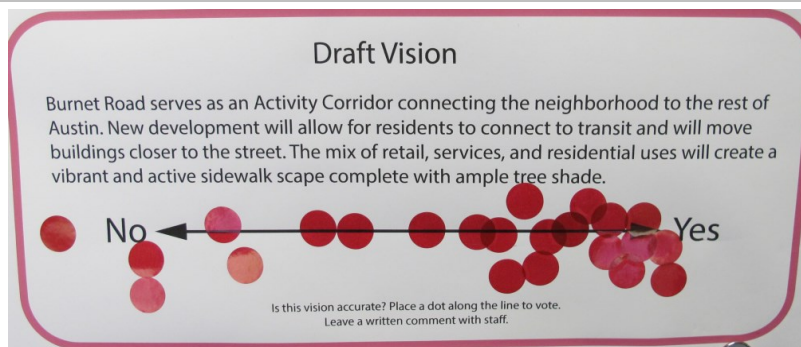 Draft Vision
Burnet Road serves as an Activity Corridor connecting the neighborhood to the rest of
Austin. New development will allow for residents to connect to transit and will move
buildings closer to the street. The mix of retail, services, and residential uses will create a
vibrant and active sidewalk scape complete with ample tree shade.
No Yes
Is this vision accurate? Place a dot along the line to vote.
Leave a written comment with staff.